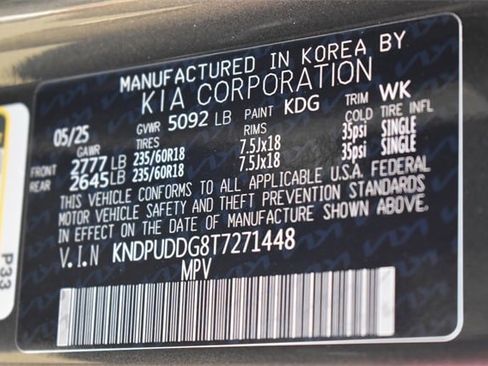 MANUFACTURED IN KOREA BY
KIA CORPORATION
05/25 GVWR 5092 LB PAINT KDG TRIM WK
GAWR TIRES RIMS COLD TIRE INFL
FRONT 2777 LB 235/60R18 7.5Jx18 35psi SINGLE
REAR 2645 LB 235/60R18 7.5Jx18 35psi SINGLE
THIS VEHICLE CONFORMS TO ALL APPLICABLE U.S.A. FEDERAL
MOTOR VEHICLE SAFETY AND THEFT PREVENTION STANDARDS
IN EFFECT ON THE DATE OF MANUFACTURE SHOWN ABOVE.
V.I.N KNDPUDDG8T7271448
MPV
P33